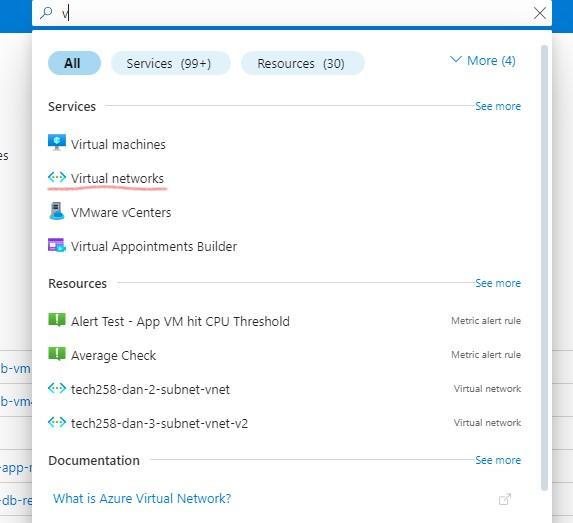 v
All
Services (99+)
Resources (30)
More (4)
Services
See more
Virtual machines
Virtual networks
VMware vCenters
Virtual Appointments Builder
Resources
See more
Alert Test - App VM hit CPU Threshold
Metric alert rule
Average Check
Metric alert rule
tech258-dan-2-subnet-vnet
Virtual network
tech258-dan-3-subnet-vnet-v2
Virtual network
Documentation
See more
What is Azure Virtual Network?
es
b-vm
b-vm
-app-
-db-re